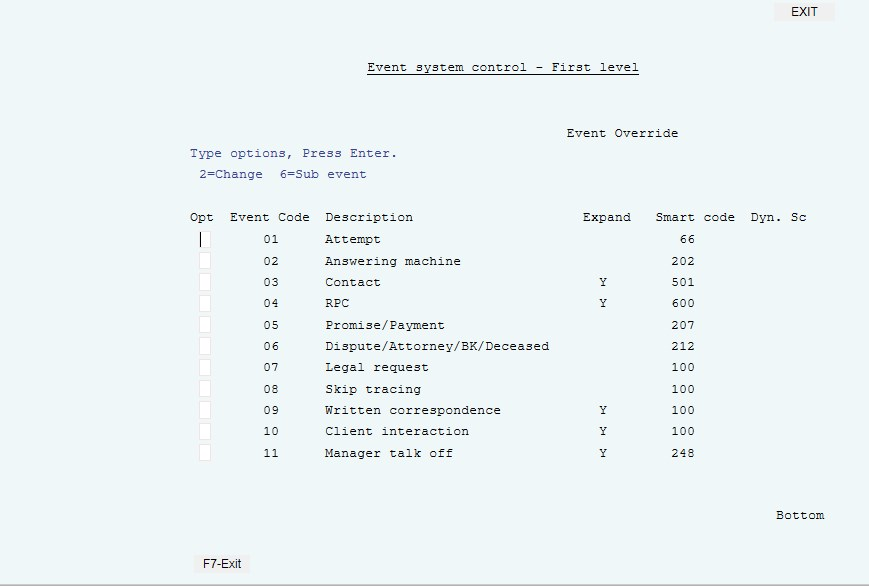 EXIT
Event system control - First level
Event Override
Type options, Press Enter.
2=Change 6=Sub event
Opt Event Code Description Expand Smart code Dyn. Sc
01 Attempt 66
02 Answering machine 202
03 Contact Y 501
04 RPC Y 600
05 Promise/Payment 207
06 Dispute/Attorney/BK/Deceased 212
07 Legal request 100
08 Skip tracing 100
09 Written correspondence Y 100
10 Client interaction Y 100
11 Manager talk off Y 248
Bottom
F7-Exit